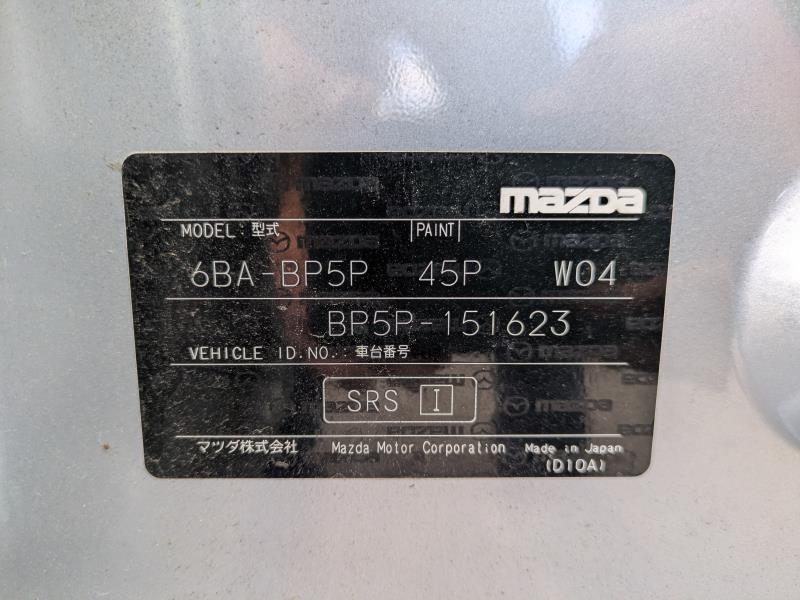 mazda
MODEL：型式 PAINT
6BA-BP5P 45P W04
BP5P-151623
VEHICLE ID.NO.：車台番号
SRS I
マツダ株式会社 Mazda Motor Corporation Made in Japan
(D10A)